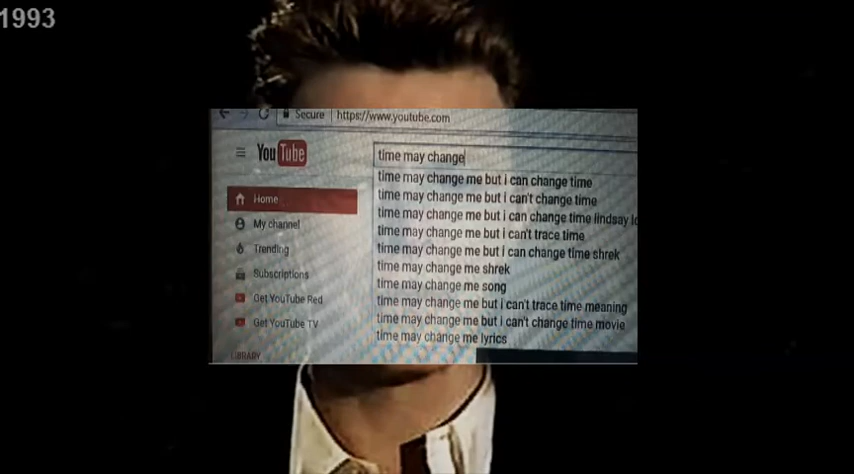 1993
Secure https://www.youtube.com
YouTube
time may change
time may change me but i can change time
time may change me but i can't change time
time may change me but i can change time lindsay
time may change me but i can't trace time
time may change me but i can change time shrek
time may change me shrek
time may change me song
time may change me but i can't trace time meaning
time may change me but i can't change time movie
time may change me lyrics
Home
My channel
Trending
Subscriptions
Get YouTube Red
Get YouTube TV
LIBRARY